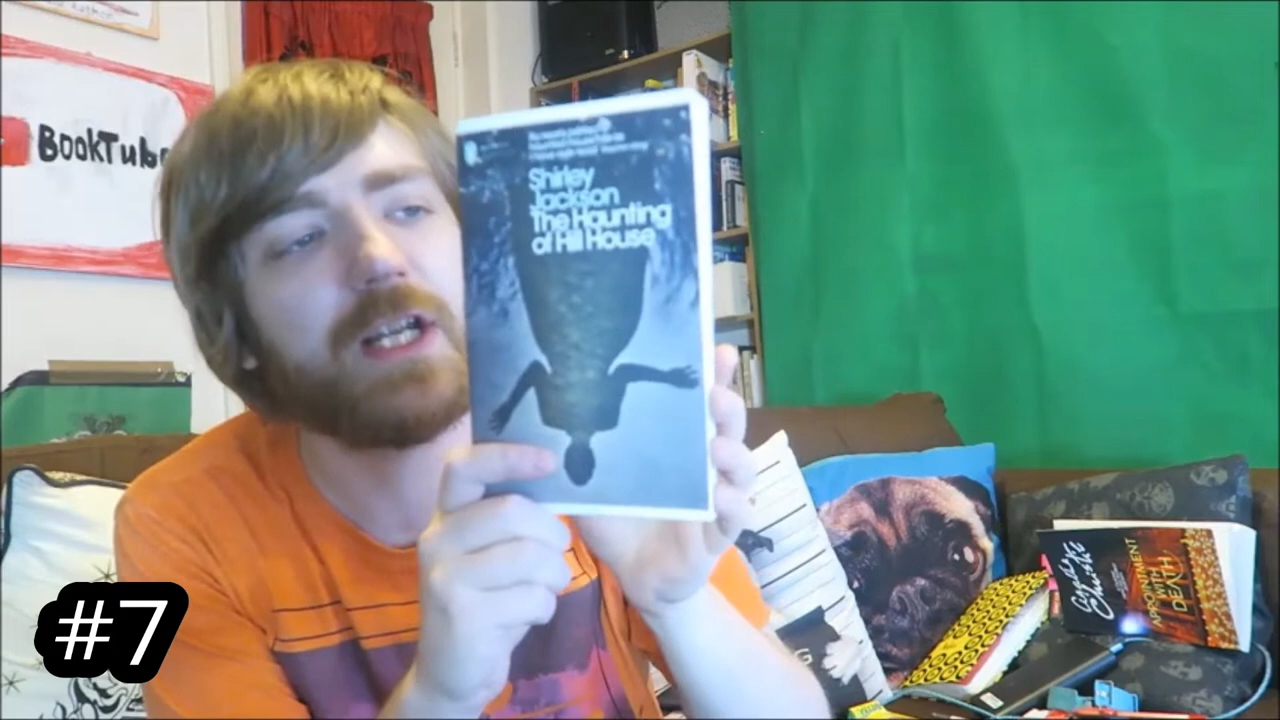 BookTube
Shirley
Jackson
The Haunting
of Hill House
Agatha
Christie
APPOINTMENT
WITH
DEATH
#7